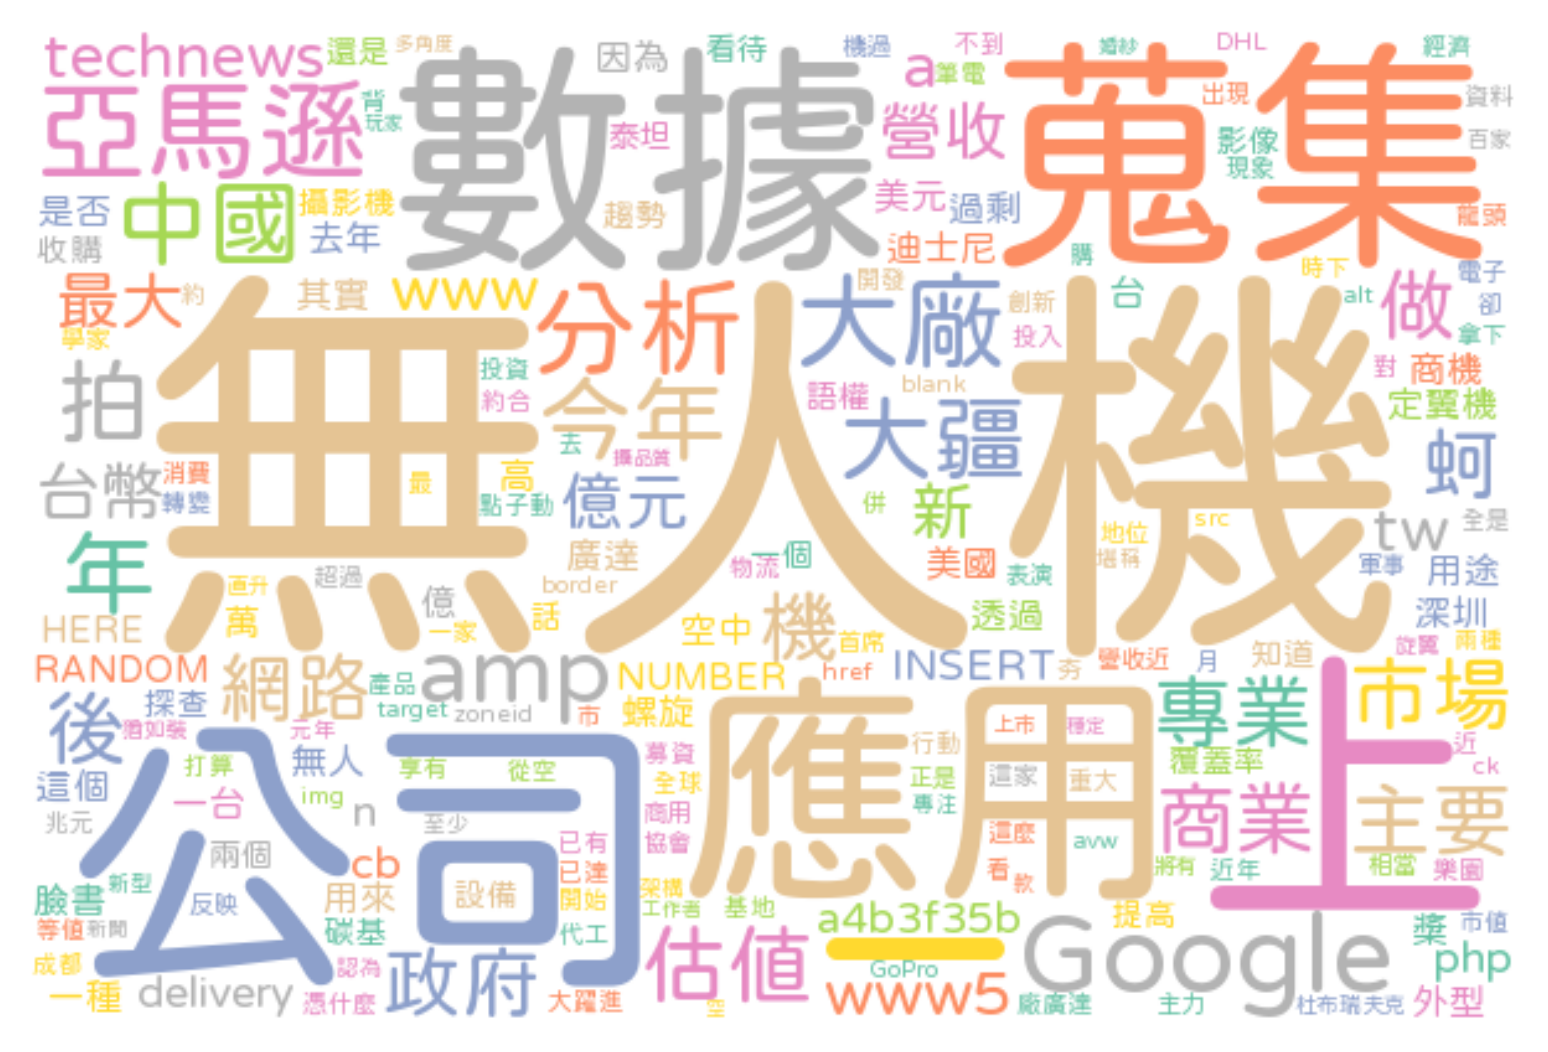 technews 還是 多角度 因為 看待 機過 不到 婚紗 DHL 經濟
亞馬遜 背 玩家 數據 泰坦 a 筆電 營收 蒐集 出現 影像 現象 資料 百家
是否 中國 攝影機 收購 去年 趨勢 美元 過剩 迪士尼 龍頭
最大 約 其實 www 分析 大廠 開發 創新 投入 購 台 時下 alt 做 電子 卻 拿下
學家 拍 無人機 投資 約合 今年 去 攝品質 語權 blank 大疆 對 商機 定翼機
台幣 消費 轉變 最 高 點子動 億元 併 新 地位 src 蚵 tw 全是
年 直升 超過 億 萬 廣達 border 一個 物流 美國 表演 堪稱 軍事 用途 深圳
HERE 一家 話 空中 機 首席 透過 旋翼 兩種
RANDOM 網路 產品 amp NUMBER href INSERT 夯 營收近 月 知道 上 市場
後 探查 target zoneid 市 螺旋 應用 專業
猶如裝 元年 公司 募資 行動 上市 穩定 覆蓋率 近 ck
這個 打算 無人 享有 從空 全球 正是 這家 重大
兆元 一台 img n 至少 商用 專注 商業 主要
兩個 cb 已有 協會 這麼 avw
臉書 新型 反映 用來 設備 已達 開始 架構 工作者 基地 看 款 將有 近年 相當 樂園
等值 新聞 碳基 代工 a4b3f35b 提高 槳 市值
成都 認為 政府 估值 一 GoPro Google php
一種 delivery 憑什麼 大躍進 空 www5 廠廣達 主力 杜布瑞夫克 外型